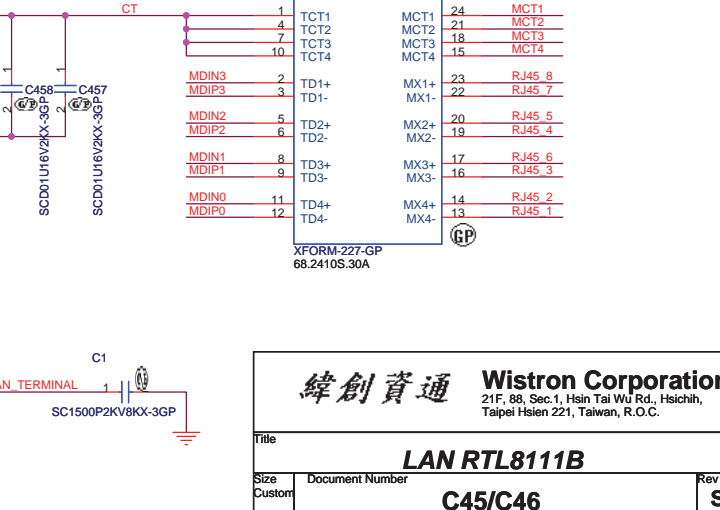 CT
1 TCT1 MCT1 24 MCT1
4 TCT2 MCT2 21 MCT2
7 TCT3 MCT3 18 MCT3
10 TCT4 MCT4 15 MCT4
MDIN3 2 TD1+ MX1+ 23 RJ45_8
MDIP3 3 TD1- MX1- 22 RJ45_7
MDIN2 5 TD2+ MX2+ 20 RJ45_5
MDIP2 6 TD2- MX2- 19 RJ45_4
MDIN1 8 TD3+ MX3+ 17 RJ45_6
MDIP1 9 TD3- MX3- 16 RJ45_3
MDIN0 11 TD4+ MX4+ 14 RJ45_2
MDIP0 12 TD4- MX4- 13 RJ45_1
GP
XFORM-227-GP
68.2410S.30A
1 1
C458 C457
2 2
SCD01U16V2KX-3GP
SCD01U16V2KX-3GP
C1
AN_TERMINAL 1
SC1500P2KV8KX-3GP
緯創資通
Wistron Corporation
21F, 88, Sec.1, Hsin Tai Wu Rd., Hsichih,
Taipei Hsien 221, Taiwan, R.O.C.
Title
LAN RTL8111B
Size Document Number Rev
Custom
C45/C46